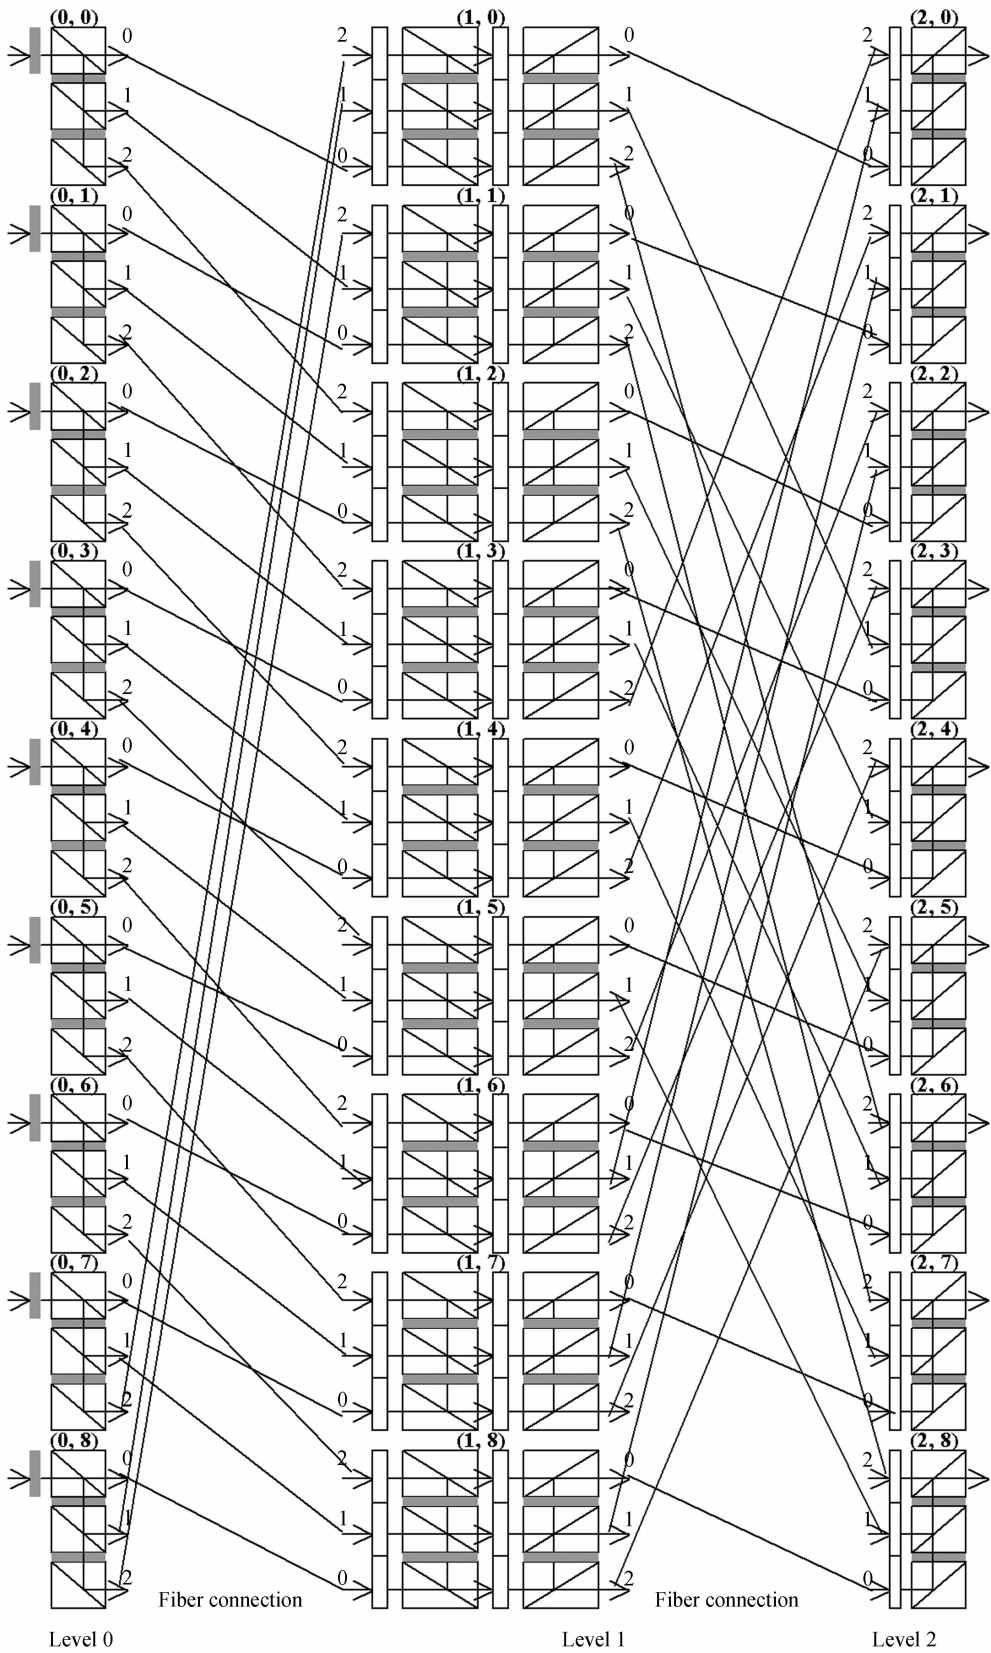 (0, 0) (1, 0) (2, 0)
0 2 0 2
1 1 1 1
2 0 2 0
(0, 1) (1, 1) (2, 1)
0 2 0 2
1 1 1 1
2 0 2 0
(0, 2) (1, 2) (2, 2)
0 2 0 2
1 1 1 1
2 0 2 0
(0, 3) (1, 3) (2, 3)
0 2 0 2
1 1 1 1
2 0 2 0
(0, 4) (1, 4) (2, 4)
0 2 0 2
1 1 1 1
2 0 2 0
(0, 5) (1, 5) (2, 5)
0 2 0 2
1 1 1 1
2 0 2 0
(0, 6) (1, 6) (2, 6)
0 2 0 2
1 1 1 1
2 0 2 0
(0, 7) (1, 7) (2, 7)
0 2 0 2
1 1 1 1
2 0 2 0
(0, 8) (1, 8) (2, 8)
0 2 0 2
1 1 1 1
2 0 2 0
Fiber connection Fiber connection
Level 0 Level 1 Level 2